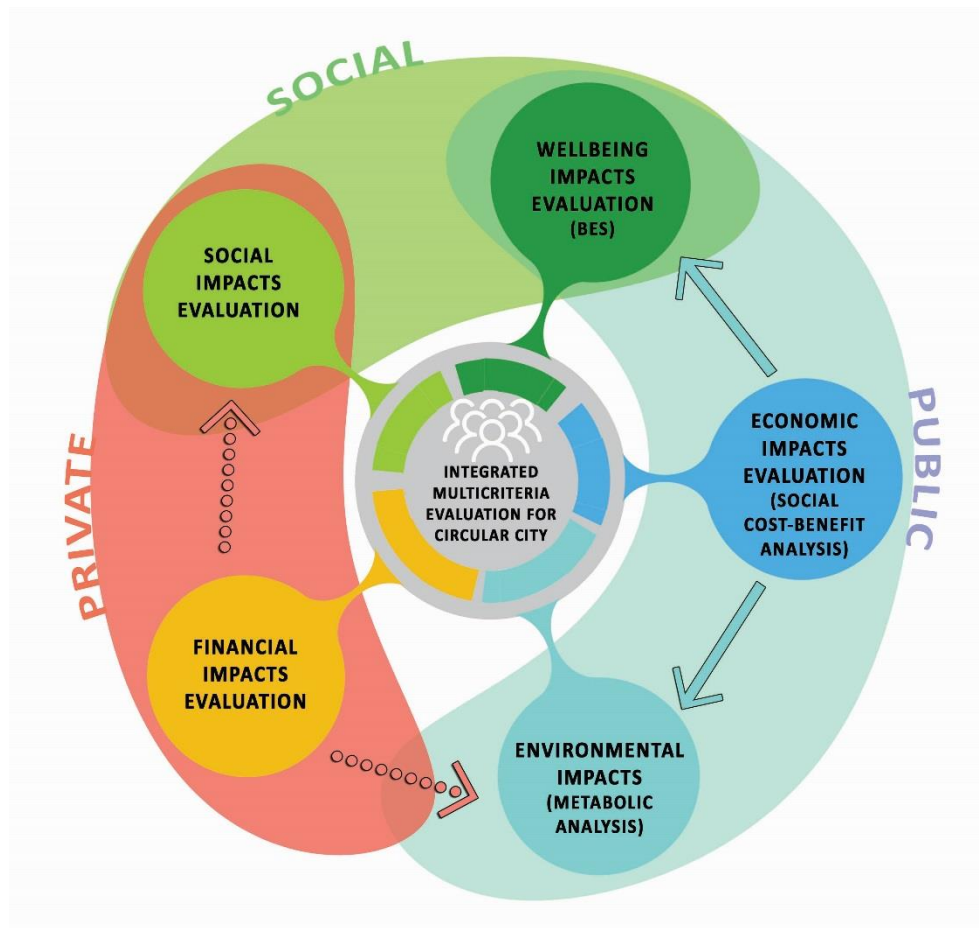 SOCIAL
WELLBEING
IMPACTS
EVALUATION
(BES)
SOCIAL
IMPACTS
EVALUATION
PUBLIC
ECONOMIC
IMPACTS
EVALUATION
(SOCIAL
COST-BENEFIT
ANALYSIS)
INTEGRATED
MULTICRITERIA
EVALUATION FOR
CIRCULAR CITY
PRIVATE
FINANCIAL
IMPACTS
EVALUATION
ENVIRONMENTAL
IMPACTS
(METABOLIC
ANALYSIS)